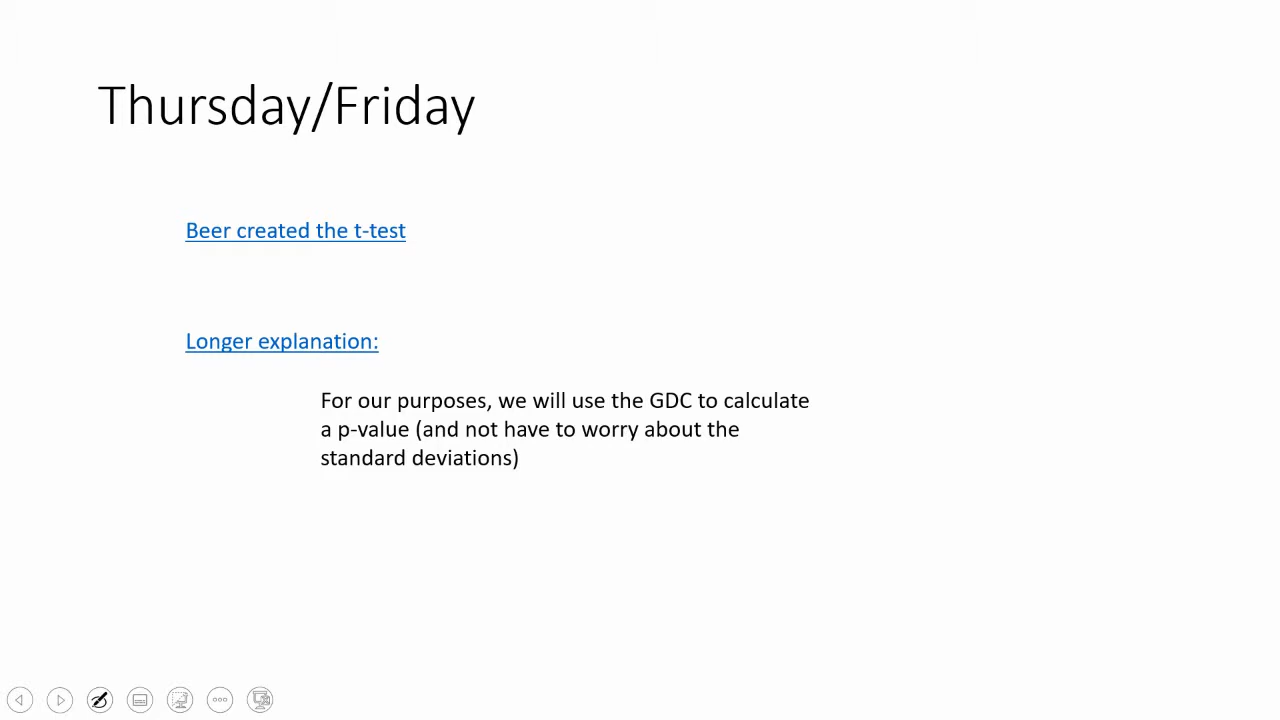 Thursday/Friday
Beer created the t-test
Longer explanation:
For our purposes, we will use the GDC to calculate
a p-value (and not have to worry about the
standard deviations)